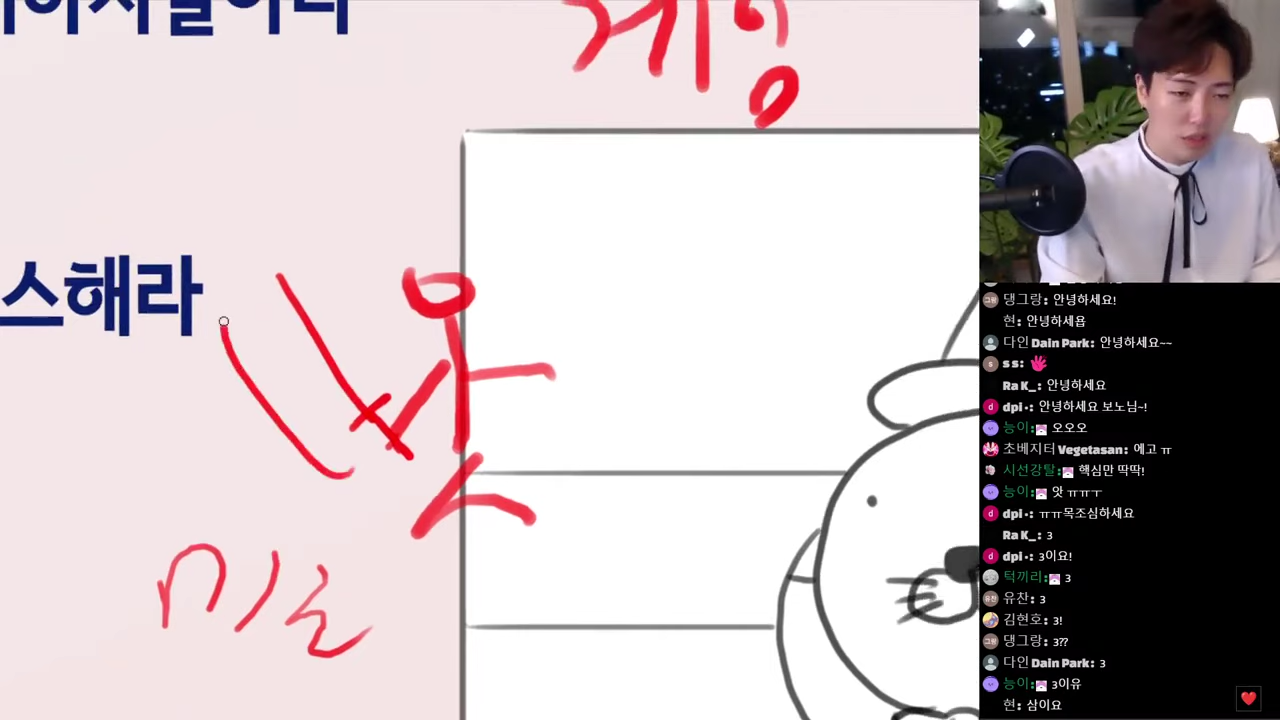 게임
스해라
밀
댕그랑: 안녕하세요!
현: 안녕하세욥
다인 Dain Park: 안녕하세요~~
s s:
Ra K_: 안녕하세요
dpi·: 안녕하세요 보노님~!
능이: 오오오
초베지터 Vegetasan: 에고 ㅠ
시선강탈: 핵심만 딱딱!
능이: 앗 ㅠㅠㅜ
dpi·: ㅠㅠ목조심하세요
Ra K_: 3
dpi·: 3이요!
턱끼리: 3
유찬: 3
김현호: 3!
댕그랑: 3??
다인 Dain Park: 3
능이: 3이유
현: 삼이요